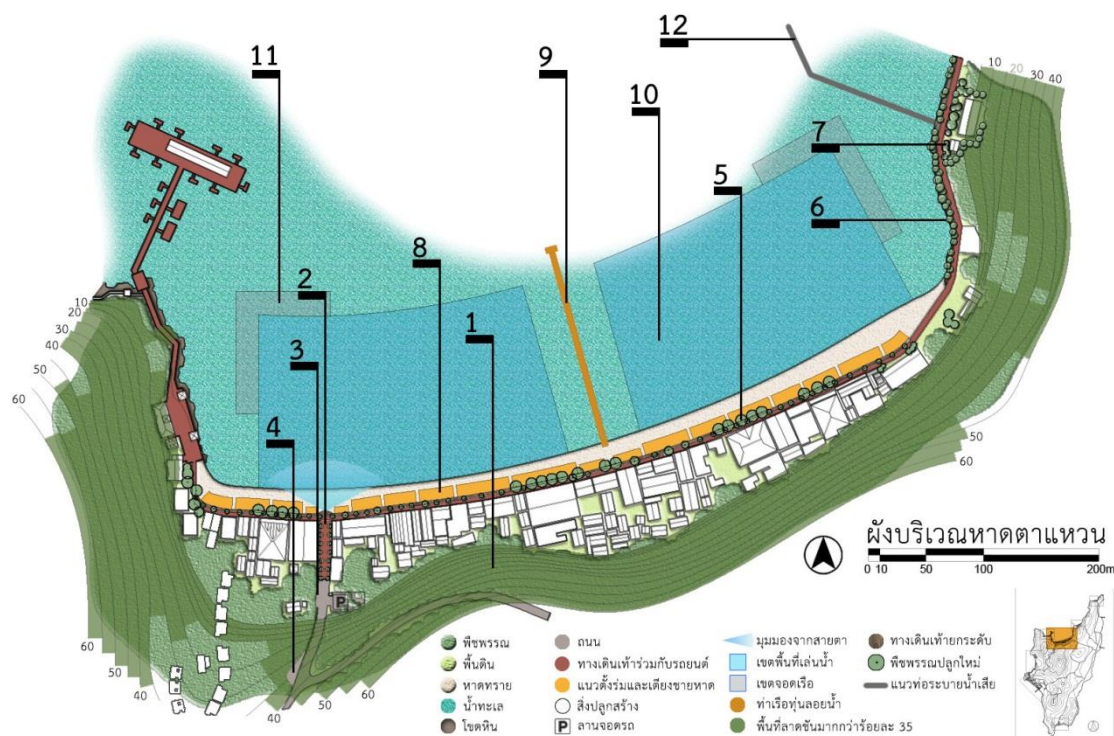 12
11
9
10
10
20
30
40
7
5
6
8
2
1
3
4
10
20
30
40
50
50
60
60
50
60
ผังบริเวณหาดตาแหวน
0 10 50 100 200m
P
60
50
40
40
50
60
พืชพรรณ
พื้นดิน
หาดทราย
น้ำทะเล
โขดหิน
ถนน
ทางเดินเท้าร่วมกับรถยนต์
แนวตั้งร่มและเตียงชายหาด
สิ่งปลูกสร้าง
P ลานจอดรถ
มุมมองจากสายตา
เขตพื้นที่เล่นน้ำ
เขตจอดเรือ
ท่าเรือทุ่นลอยน้ำ
พื้นที่ลาดชันมากกว่าร้อยละ 35
ทางเดินเท้ายกระดับ
พืชพรรณปลูกใหม่
แนวท่อระบายน้ำเสีย